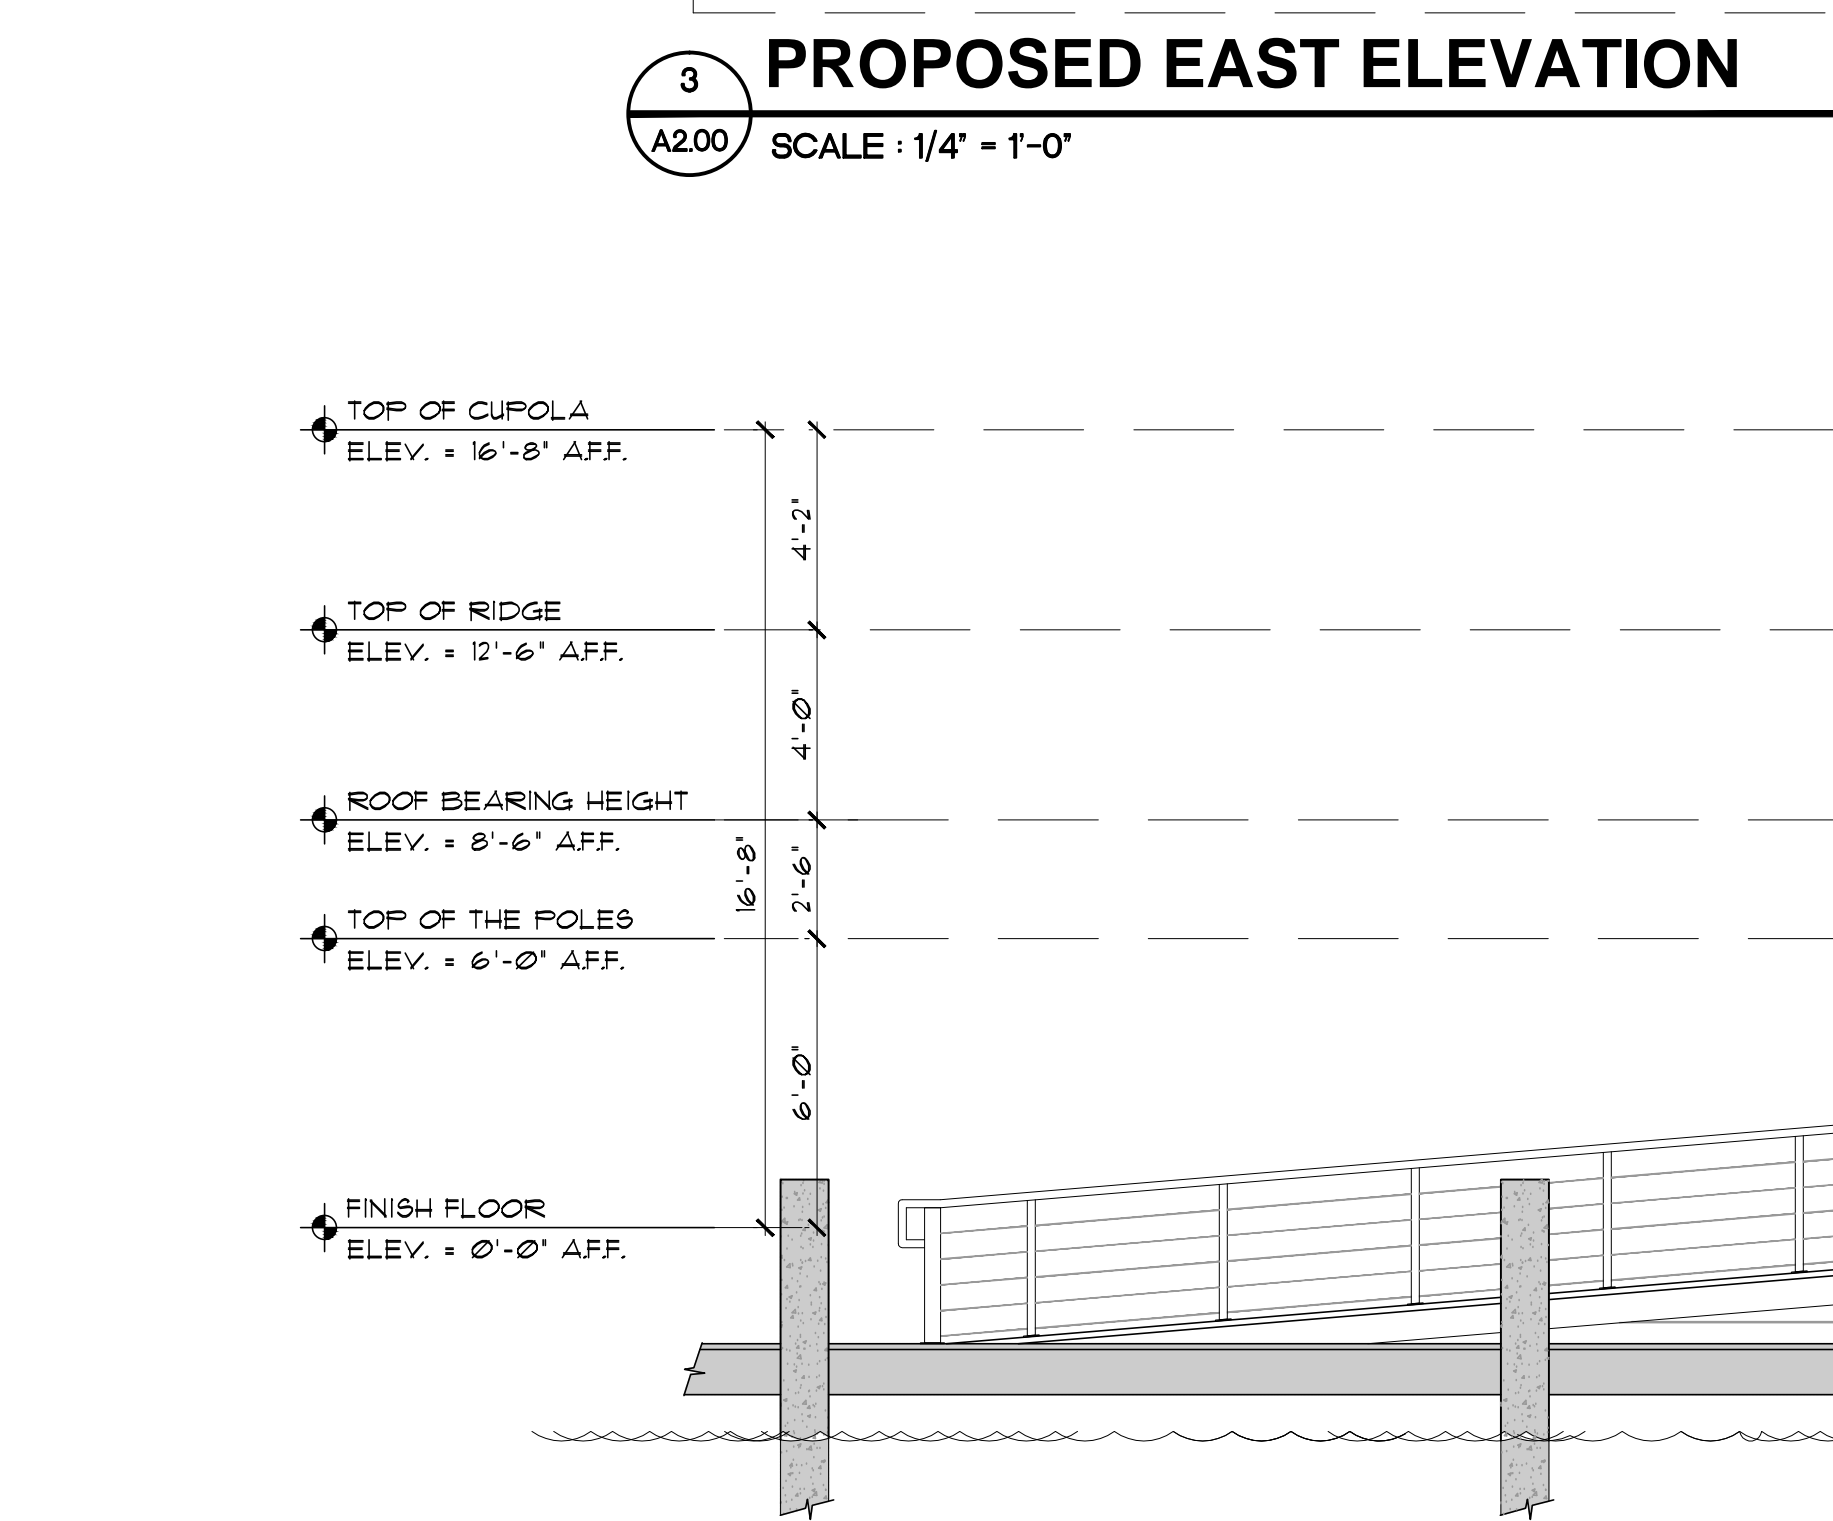 3
PROPOSED EAST ELEVATION
A2.00
SCALE : 1/4" = 1'-0"
TOP OF CUPOLA
ELEV. = 16'-8" A.F.F.
4'-2"
TOP OF RIDGE
ELEV. = 12'-6" A.F.F.
4'-0"
ROOF BEARING HEIGHT
ELEV. = 8'-6" A.F.F.
16'-8"
2'-6"
TOP OF THE POLES
ELEV. = 6'-0" A.F.F.
6'-0"
FINISH FLOOR
ELEV. = 0'-0" A.F.F.